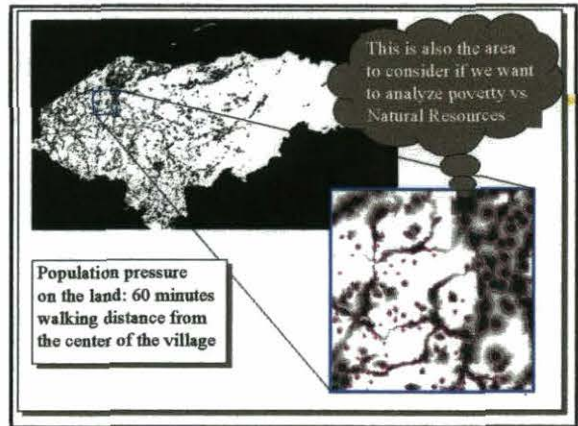 This is also the area
to consider if we want
to analyze poverty vs.
Natural Resources
Population pressure
on the land: 60 minutes
walking distance from
the center of the village